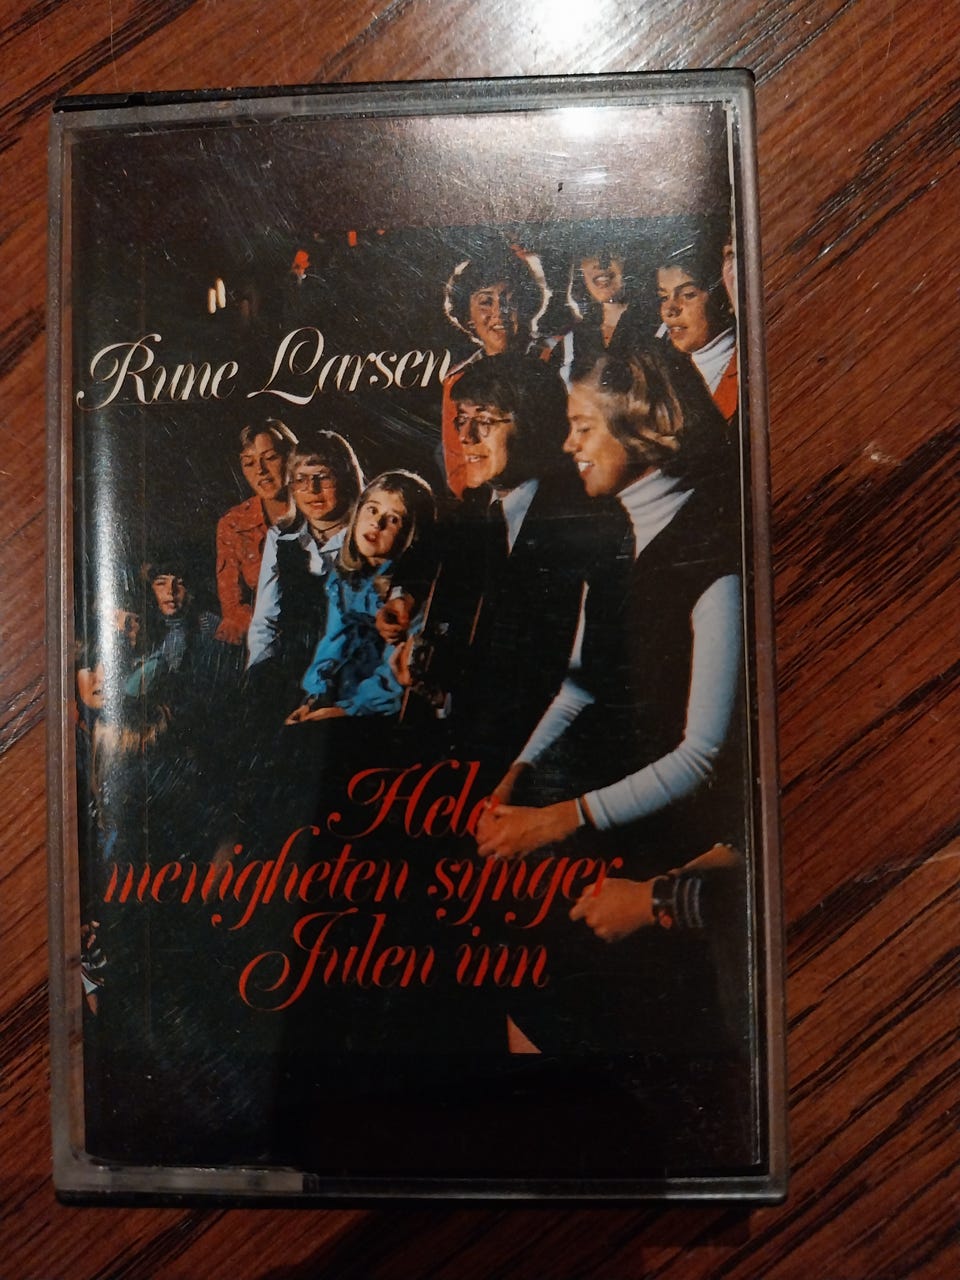 Rune Larsen
Hele
menigheten synger
Julen inn